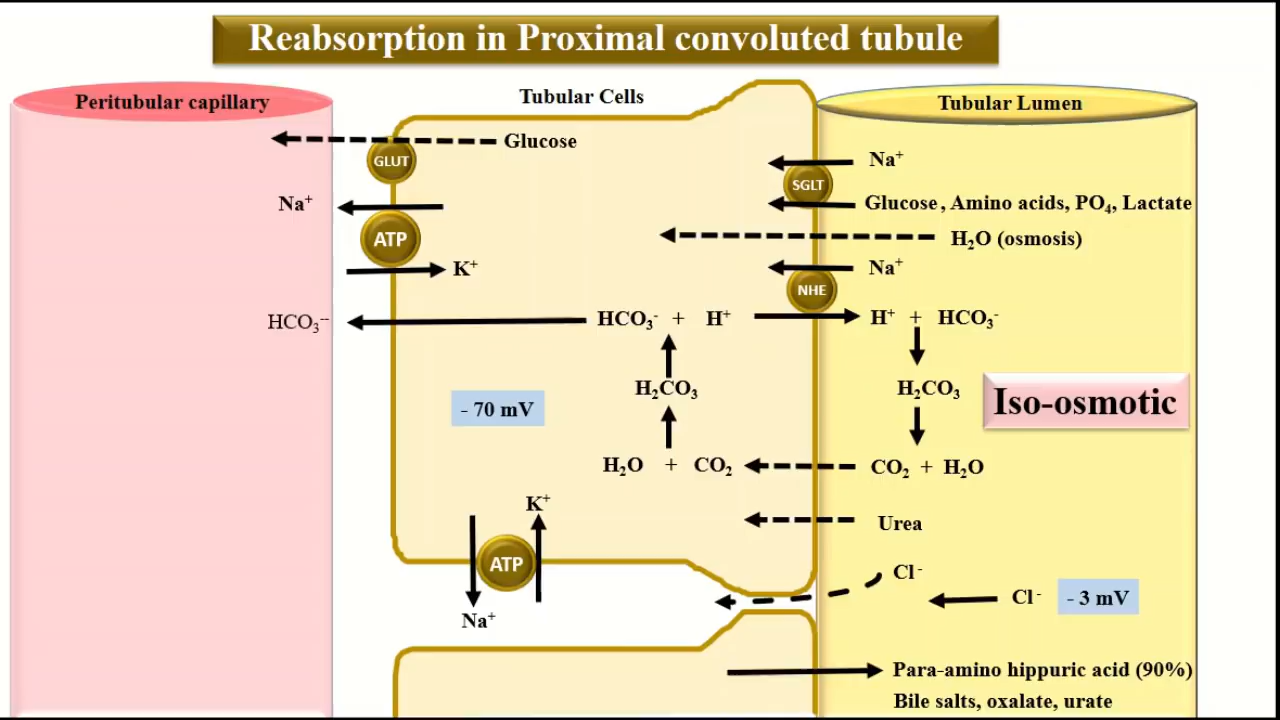 Reabsorption in Proximal convoluted tubule
Peritubular capillary
Tubular Cells
Tubular Lumen
Glucose
GLUT
Na⁺
SGLT
Na⁺
Glucose, Amino acids, PO₄, Lactate
ATP
H₂O (osmosis)
K⁺
Na⁺
NHE
HCO₃⁻⁻
HCO₃⁻ + H⁺
H⁺ + HCO₃⁻
H₂CO₃
H₂CO₃
Iso-osmotic
- 70 mV
H₂O + CO₂
CO₂ + H₂O
K⁺
Urea
ATP
Cl⁻
Cl⁻
- 3 mV
Na⁺
Para-amino hippuric acid (90%)
Bile salts, oxalate, urate